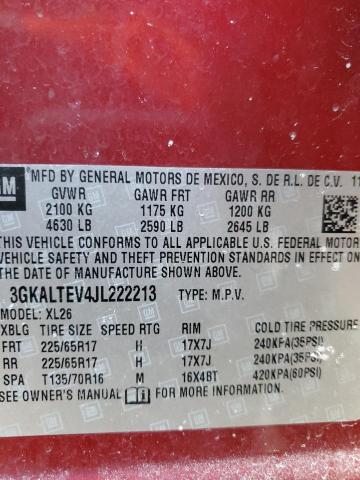 GM MFD BY GENERAL MOTORS DE MEXICO, S. DE R.L. DE C.V. 11
GVWR GAWR FRT GAWR RR
2100 KG 1175 KG 1200 KG
4630 LB 2590 LB 2645 LB
THIS VEHICLE CONFORMS TO ALL APPLICABLE U.S. FEDERAL MOTOR
VEHICLE SAFETY AND THEFT PREVENTION STANDARDS IN EFFECT
ON THE DATE OF MANUFACTURE SHOWN ABOVE.
3GKALTEV4JL222213 TYPE: M.P.V.
MODEL: XL26
XBLG TIRE SIZE SPEED RTG RIM COLD TIRE PRESSURE
FRT 225/65R17 H 17X7J 240KPA(35PSI)
RR 225/65R17 H 17X7J 240KPA(35PSI)
SPA T135/70R16 M 16X4BT 420KPA(60PSI)
SEE OWNER'S MANUAL FOR MORE INFORMATION.